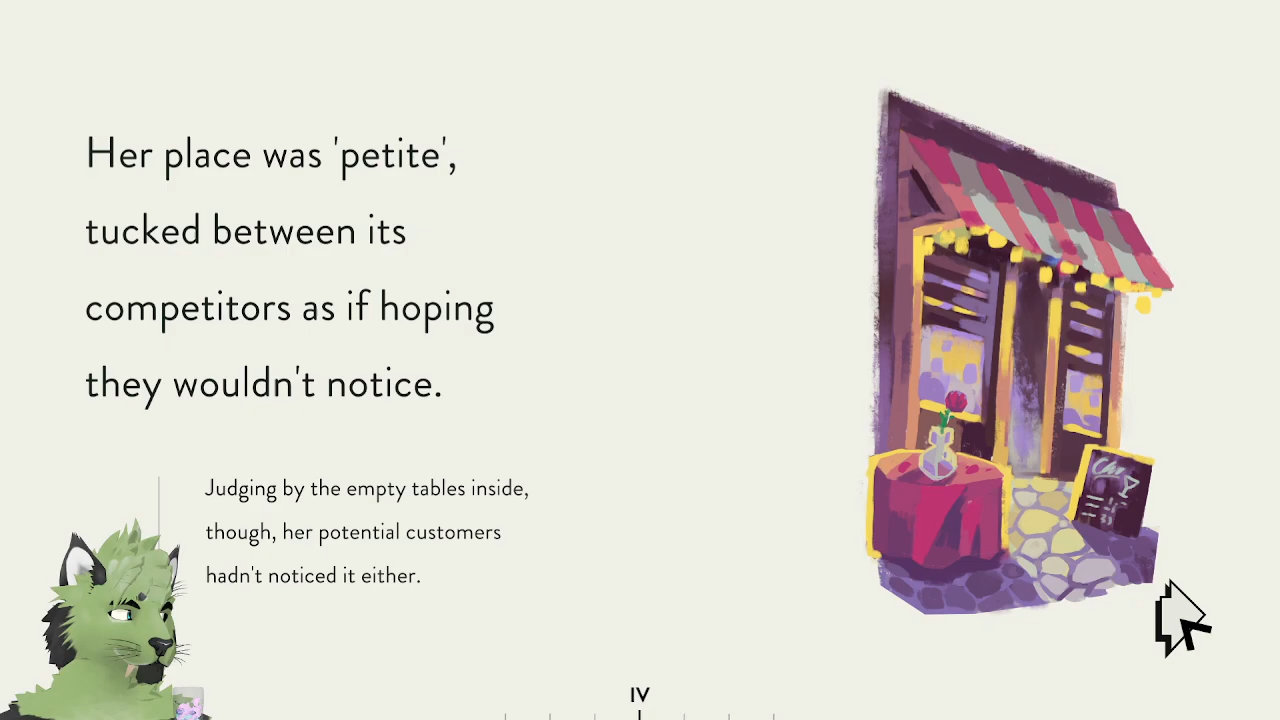 Her place was 'petite',
tucked between its
competitors as if hoping
they wouldn't notice.
Judging by the empty tables inside,
though, her potential customers
hadn't noticed it either.
IV